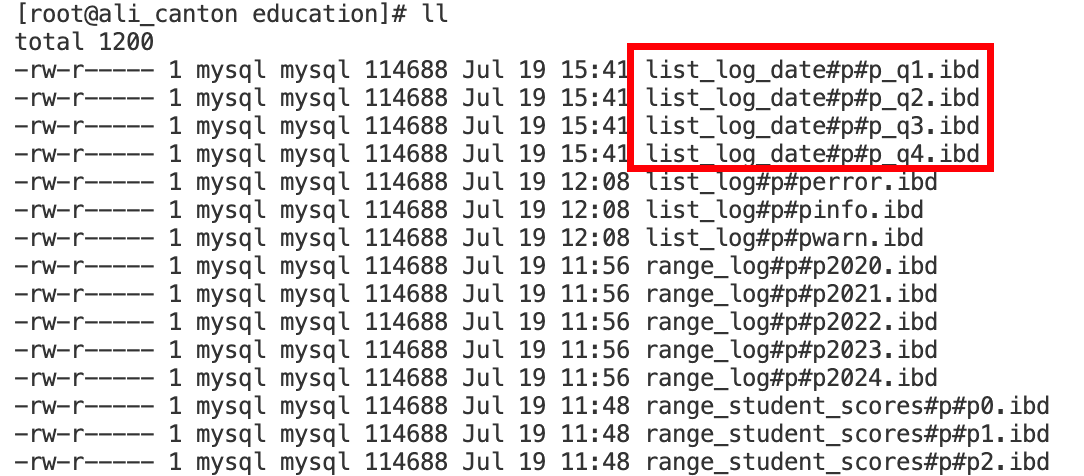 [root@ali_canton education]# ll
total 1200
-rw-r----- 1 mysql mysql 114688 Jul 19 15:41 list_log_date#p#p_q1.ibd
-rw-r----- 1 mysql mysql 114688 Jul 19 15:41 list_log_date#p#p_q2.ibd
-rw-r----- 1 mysql mysql 114688 Jul 19 15:41 list_log_date#p#p_q3.ibd
-rw-r----- 1 mysql mysql 114688 Jul 19 15:41 list_log_date#p#p_q4.ibd
-rw-r----- 1 mysql mysql 114688 Jul 19 12:08 list_log#p#perror.ibd
-rw-r----- 1 mysql mysql 114688 Jul 19 12:08 list_log#p#pinfo.ibd
-rw-r----- 1 mysql mysql 114688 Jul 19 12:08 list_log#p#pwarn.ibd
-rw-r----- 1 mysql mysql 114688 Jul 19 11:56 range_log#p#p2020.ibd
-rw-r----- 1 mysql mysql 114688 Jul 19 11:56 range_log#p#p2021.ibd
-rw-r----- 1 mysql mysql 114688 Jul 19 11:56 range_log#p#p2022.ibd
-rw-r----- 1 mysql mysql 114688 Jul 19 11:56 range_log#p#p2023.ibd
-rw-r----- 1 mysql mysql 114688 Jul 19 11:56 range_log#p#p2024.ibd
-rw-r----- 1 mysql mysql 114688 Jul 19 11:48 range_student_scores#p#p0.ibd
-rw-r----- 1 mysql mysql 114688 Jul 19 11:48 range_student_scores#p#p1.ibd
-rw-r----- 1 mysql mysql 114688 Jul 19 11:48 range_student_scores#p#p2.ibd